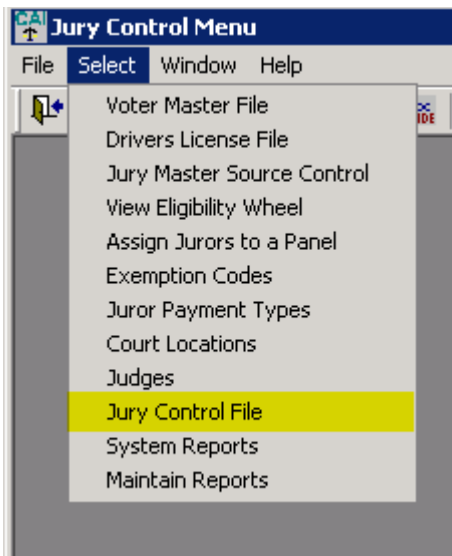 CAI Jury Control Menu
File Select Window Help
Voter Master File
Drivers License File
Jury Master Source Control
View Eligibility Wheel
Assign Jurors to a Panel
Exemption Codes
Juror Payment Types
Court Locations
Judges
Jury Control File
System Reports
Maintain Reports